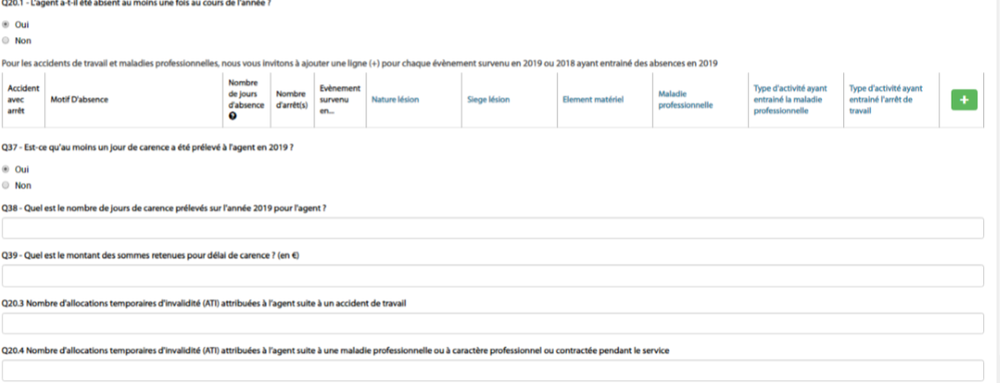 Q20.1 - L'agent a-t-il été absent au moins une fois au cours de l'année ?
Oui
Non
Pour les accidents de travail et maladies professionnelles, nous vous invitons à ajouter une ligne (+) pour chaque évènement survenu en 2019 ou 2018 ayant entrainé des absences en 2019
Accident
avec
arrêt
Motif D'absence
Nombre
de jours
d'absence
?
Nombre
d'arrêt(s)
Evènement
survenu
en...
Nature lésion
Siege lésion
Element matériel
Maladie
professionnelle
Type d'activité ayant
entrainé la maladie
professionnelle
Type d'activité ayant
entrainé l'arrêt de
travail
+
Q37 - Est-ce qu'au moins un jour de carence a été prélevé à l'agent en 2019 ?
Oui
Non
Q38 - Quel est le nombre de jours de carence prélevés sur l'année 2019 pour l'agent ?
Q39 - Quel est le montant des sommes retenues pour délai de carence ? (en €)
Q20.3 Nombre d'allocations temporaires d'invalidité (ATI) attribuées à l'agent suite à un accident de travail
Q20.4 Nombre d'allocations temporaires d'invalidité (ATI) attribuées à l'agent suite à une maladie professionnelle ou à caractère professionnel ou contractée pendant le service